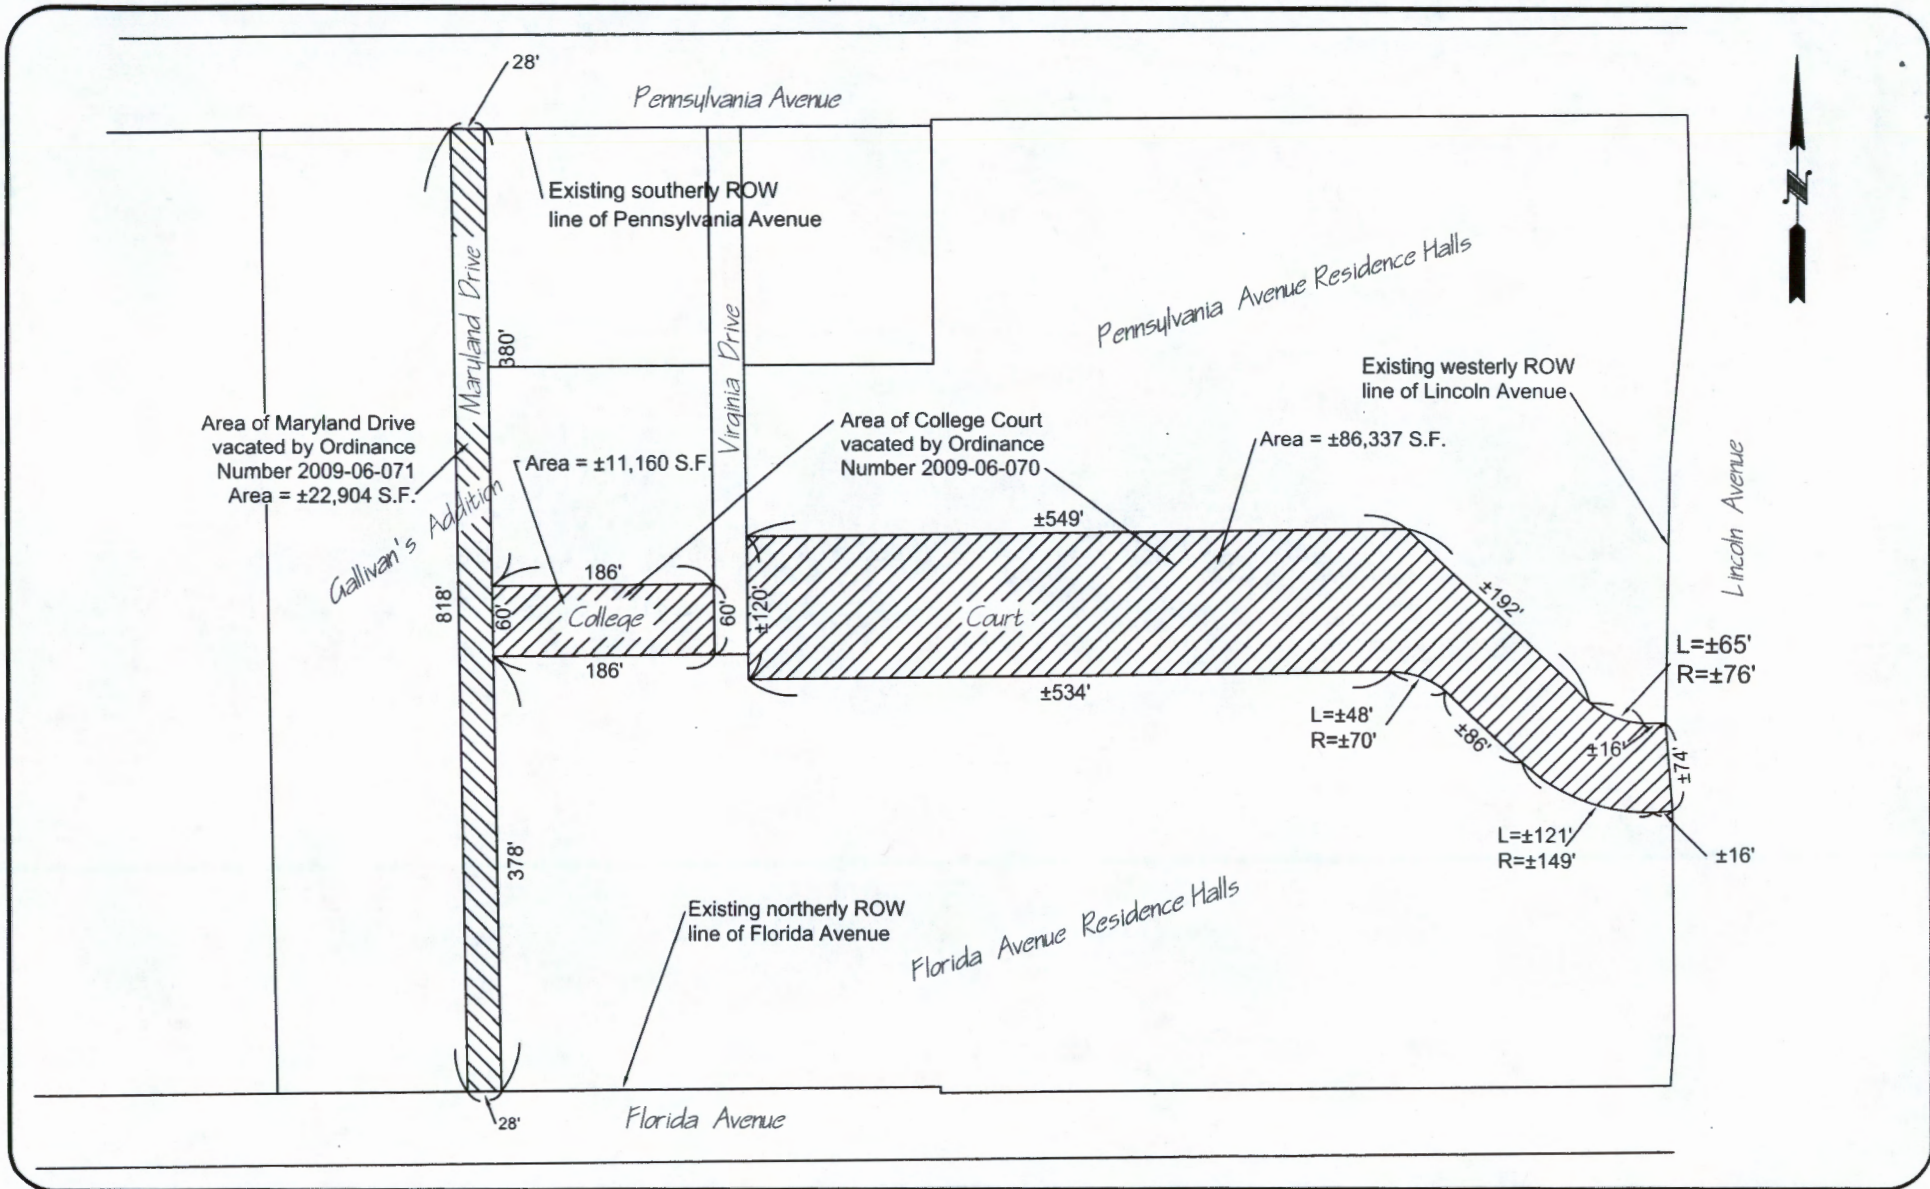 28'
Pennsylvania Avenue
Existing southerly ROW
line of Pennsylvania Avenue
Maryland Drive
380'
Virginia Drive
Pennsylvania Avenue Residence Halls
Existing westerly ROW
line of Lincoln Avenue
Lincoln Avenue
Area of Maryland Drive
vacated by Ordinance
Number 2009-06-071
Area = ±22,904 S.F.
Area = ±11,160 S.F.
Area of College Court
vacated by Ordinance
Number 2009-06-070
Area = ±86,337 S.F.
Gallivan's Addition
818'
186'
60'
College
60'
186'
±120'
±549'
Court
±534'
±192'
L=±65'
R=±76'
L=±48'
R=±70'
±86'
±16'
±74'
L=±121'
R=±149'
±16'
378'
Existing northerly ROW
line of Florida Avenue
Florida Avenue Residence Halls
28'
Florida Avenue
N